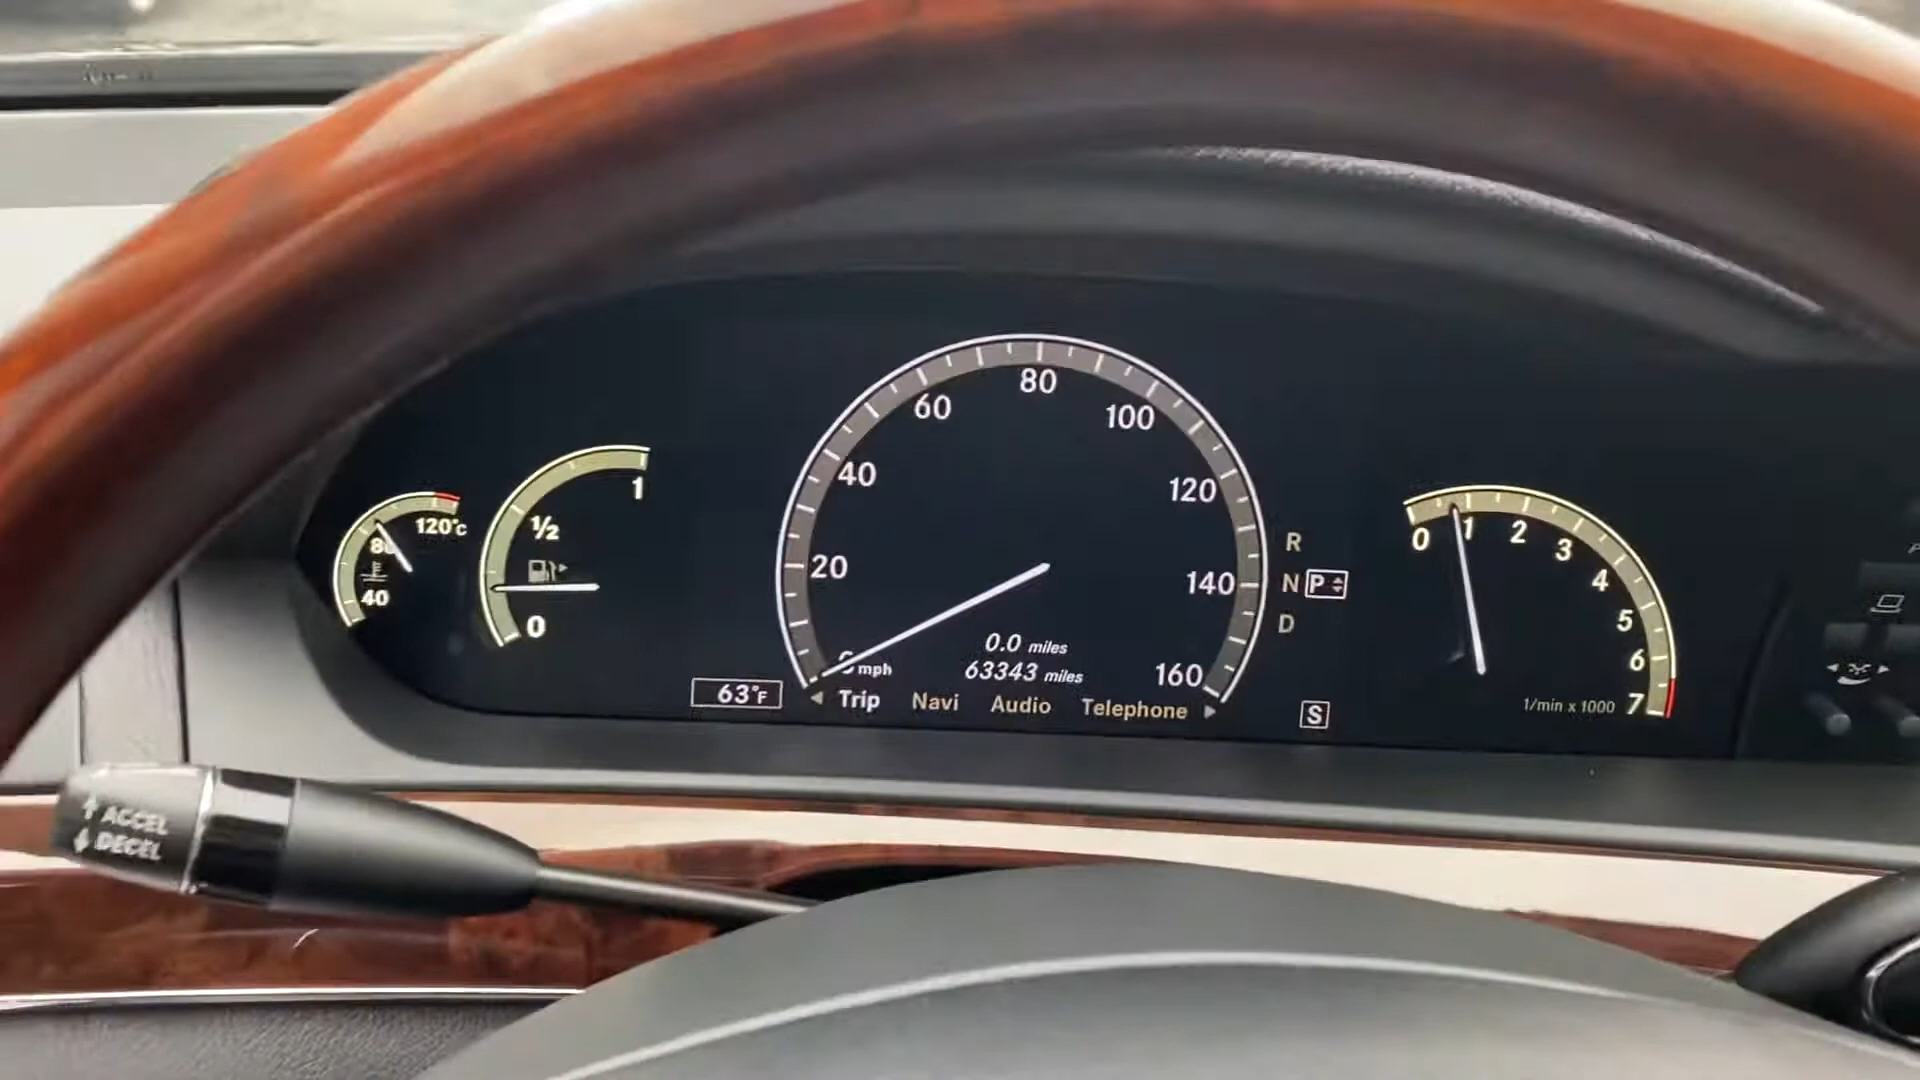 80
60
100
40
120
1
120°C
½
80
0
1
2
3
4
5
6
7
R
20
140
N
P
40
0
D
0.0 miles
mph
63343 miles
160
63°F
Trip Navi Audio Telephone
S
1/min x 1000
ACCEL
DECEL